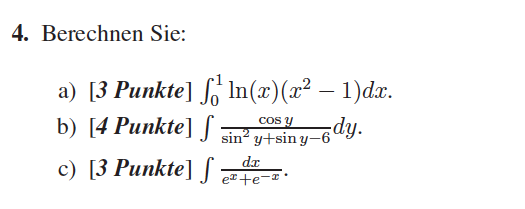 4. Berechnen Sie:
a) [3 Punkte] ∫₀¹ ln(x)(x² − 1)dx.
b) [4 Punkte] ∫ cos y / (sin² y+sin y−6) dy.
c) [3 Punkte] ∫ dx / (eˣ+e⁻ˣ).